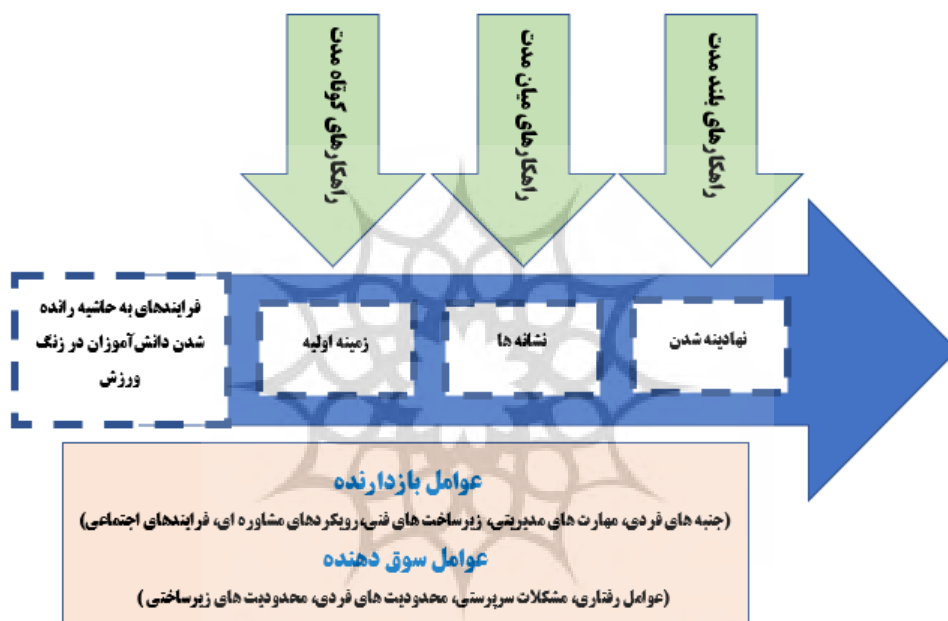 راهکارهای کوتاه مدت
راهکارهای میان مدت
راهکارهای بلند مدت
فرایندهای به حاشیه رانده
شدن دانش‌آموزان در زنگ
ورزش
زمینه اولیه
نشانه ها
نهادینه شدن
عوامل بازدارنده
(جنبه های فردی، مهارت های مدیریتی، زیرساخت های فنی، رویکردهای مشاوره ای، فرایندهای اجتماعی)
عوامل سوق دهنده
(عوامل رفتاری، مشکلات سرپرستی، محدودیت های فردی، محدودیت های زیرساختی )